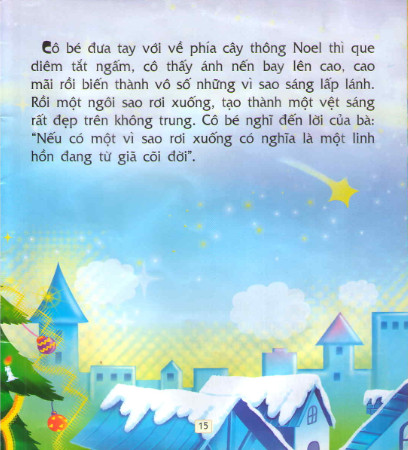 Cô bé đưa tay với về phía cây thông Noel thì que
diêm tắt ngấm, cô thấy ánh nến bay lên cao, cao
mãi rồi biến thành vô số những vì sao sáng lấp lánh.
Rồi một ngôi sao rơi xuống, tạo thành một vệt sáng
rất đẹp trên không trung. Cô bé nghĩ đến lời của bà:
“Nếu có một vì sao rơi xuống có nghĩa là một linh
hồn đang từ giã cõi đời”.
15